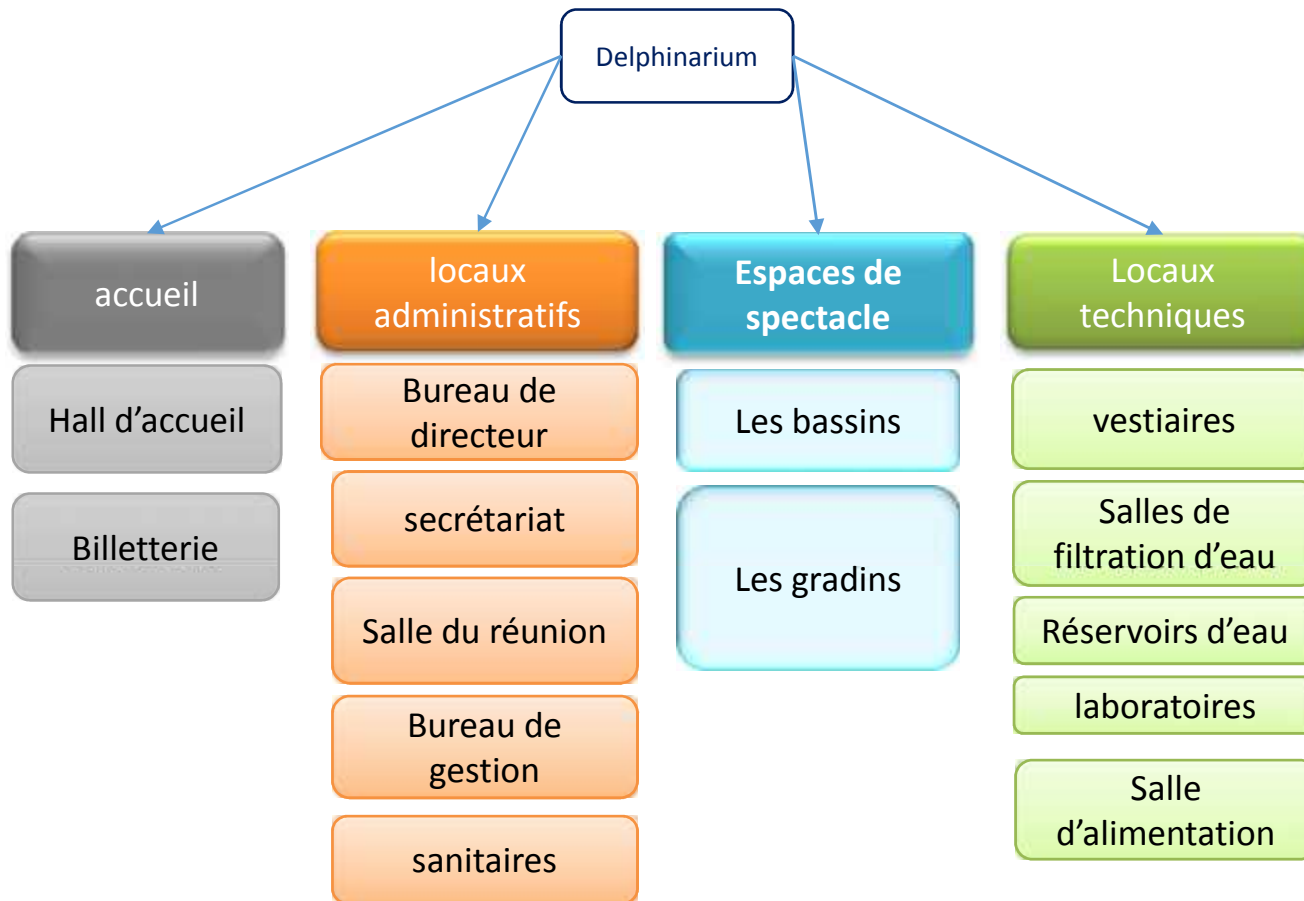 Delphinarium
accueil
Hall d’accueil
Billetterie
locaux
administratifs
Bureau de
directeur
secrétariat
Salle du réunion
Bureau de
gestion
sanitaires
Espaces de
spectacle
Les bassins
Les gradins
Locaux
techniques
vestiaires
Salles de
filtration d’eau
Réservoirs d’eau
laboratoires
Salle
d’alimentation